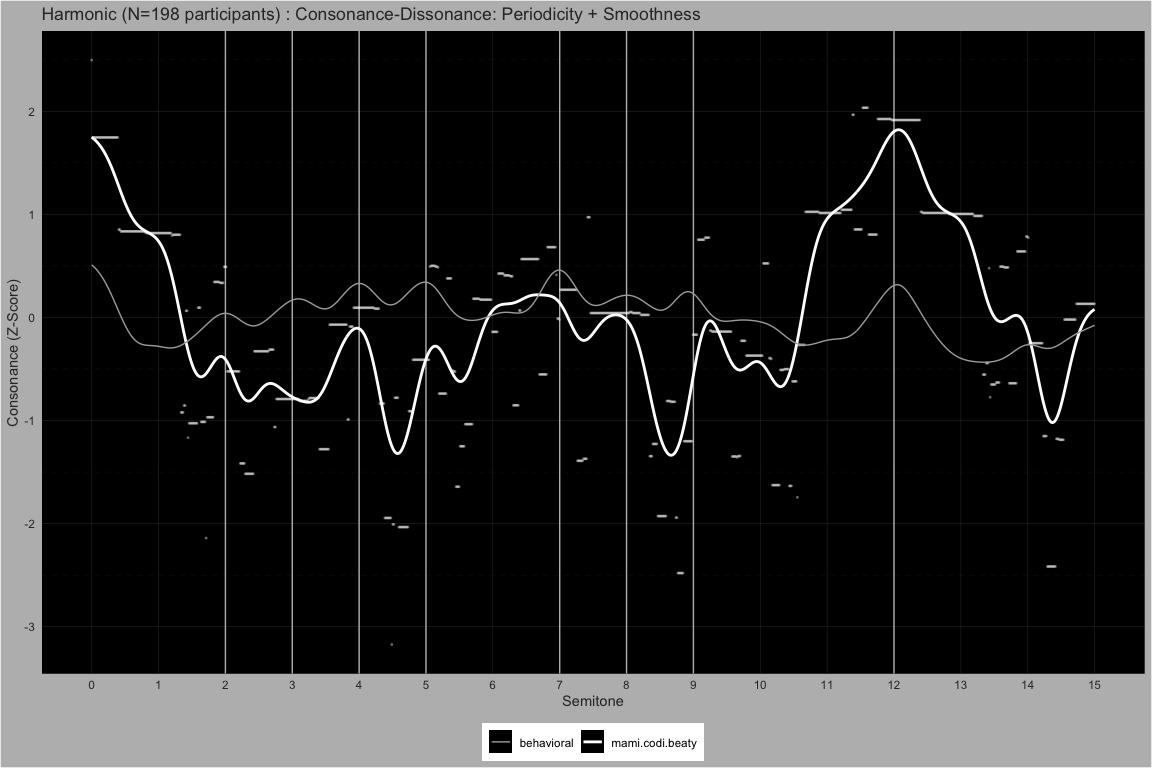 Harmonic (N=198 participants) : Consonance-Dissonance: Periodicity + Smoothness
Consonance (Z-Score)
2
1
0
-1
-2
-3
0 1 2 3 4 5 6 7 8 9 10 11 12 13 14 15
Semitone
behavioral mami.codi.beaty